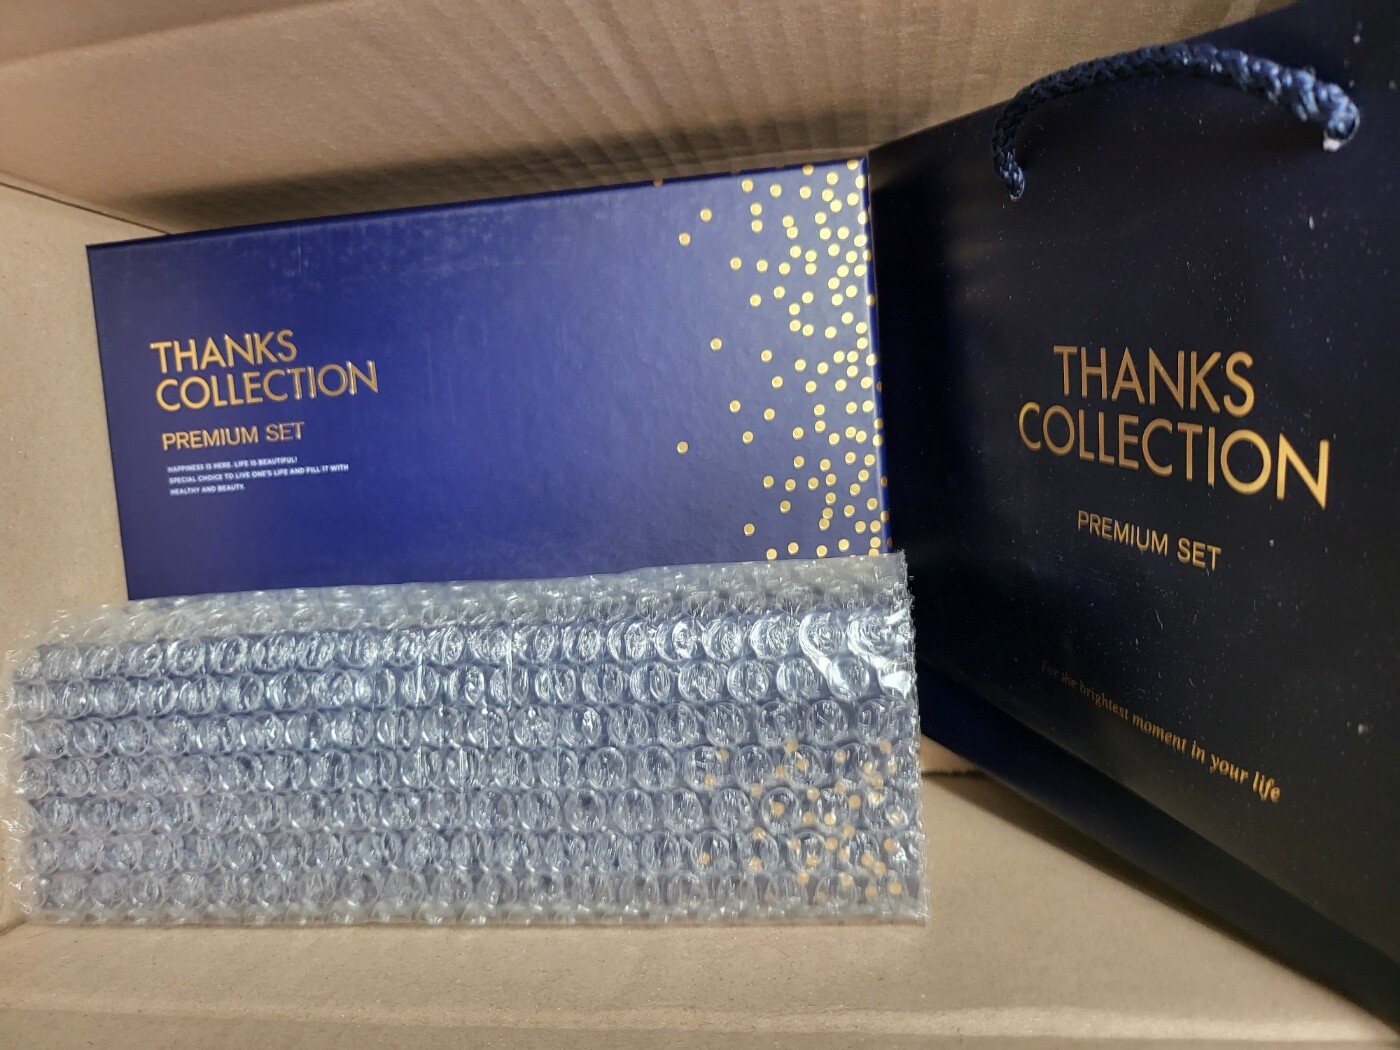 THANKS
COLLECTION
PREMIUM SET
HAPPINESS IS HERE. LIFE IS BEAUTIFUL!
SPECIAL CHOICE TO LIVE ONE'S LIFE AND FILL IT WITH
HEALTHY AND BEAUTY.
THANKS
COLLECTION
PREMIUM SET
For the brightest moment in your life